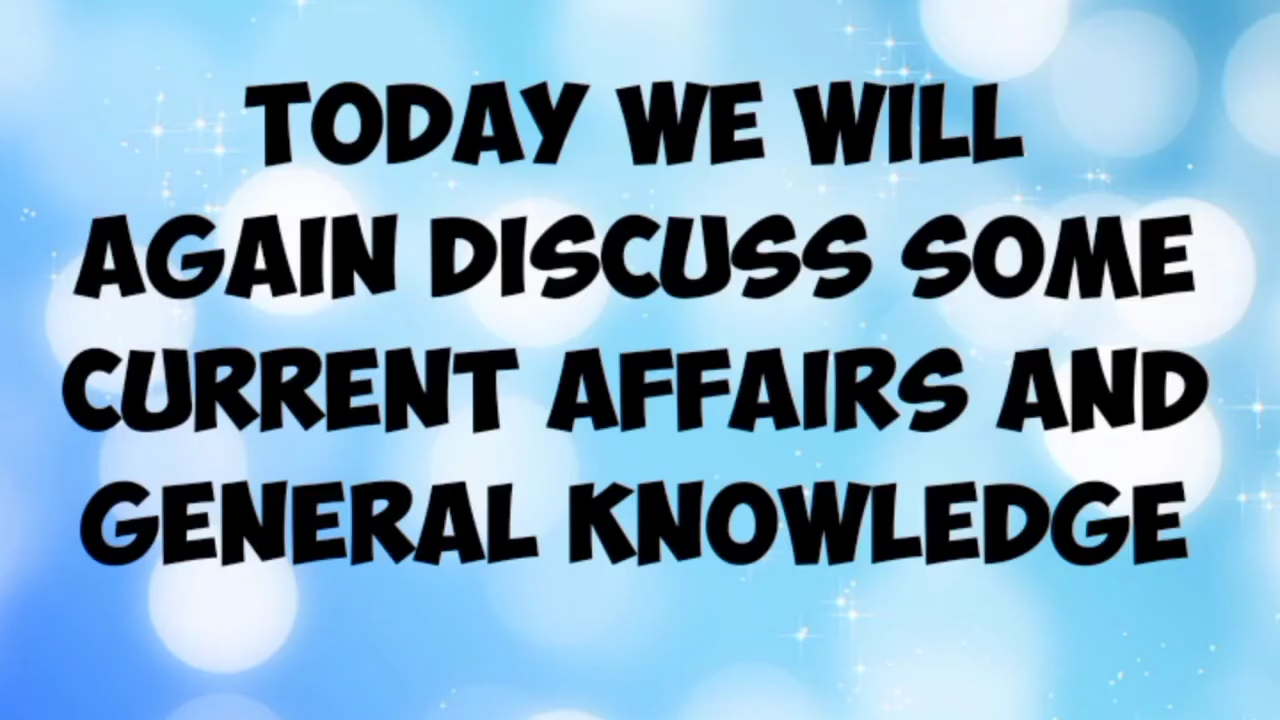 TODAY WE WILL
AGAIN DISCUSS SOME
CURRENT AFFAIRS AND
GENERAL KNOWLEDGE